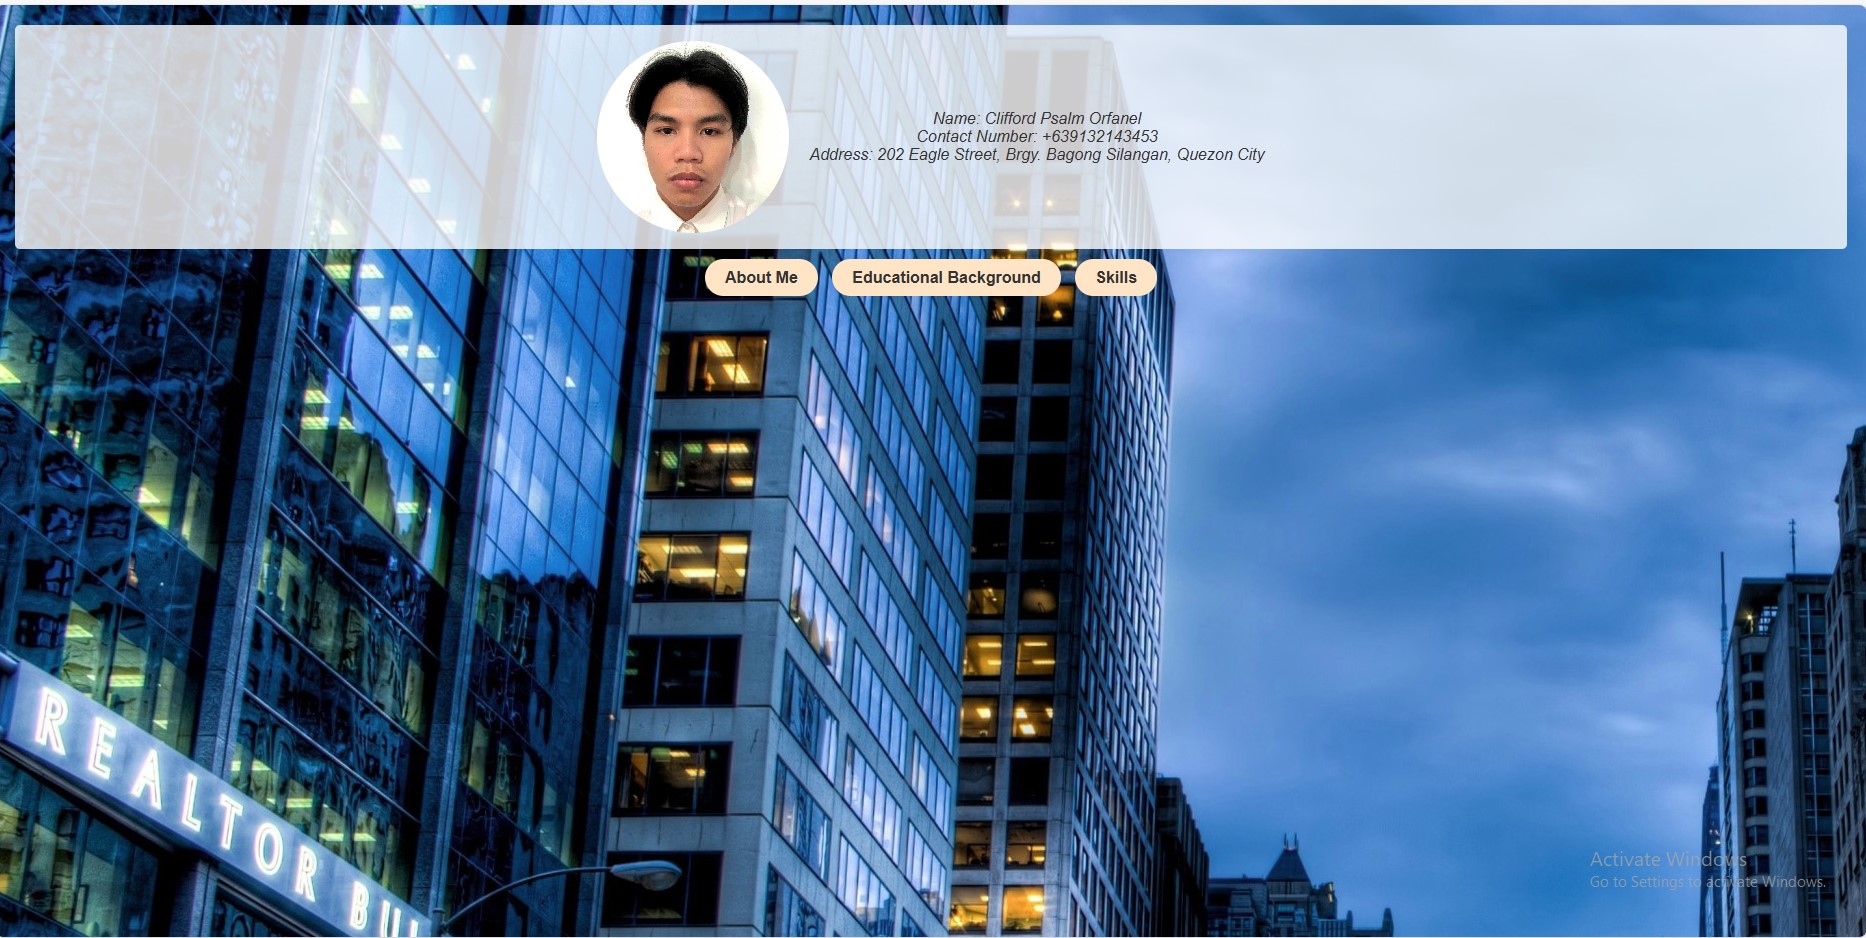 Name: Clifford Psalm Orfanel
Contact Number: +639132143453
Address: 202 Eagle Street, Brgy. Bagong Silangan, Quezon City
About Me
Educational Background
Skills
REALTOR BUI
Activate Windows
Go to Settings to activate Windows.